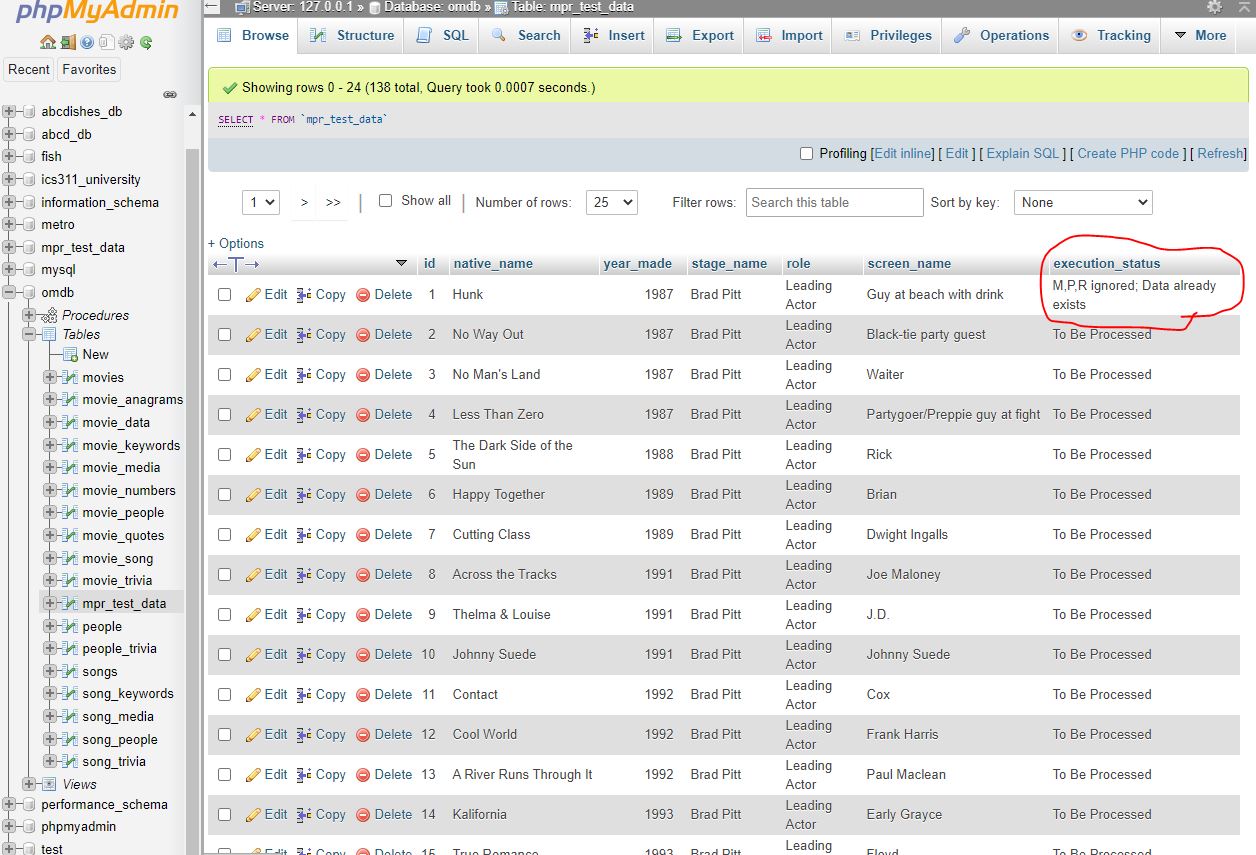 phpMyAdmin
Recent Favorites
abcdishes_db
abcd_db
fish
ics311_university
information_schema
metro
mpr_test_data
mysql
omdb
Procedures
Tables
New
movies
movie_anagrams
movie_data
movie_keywords
movie_media
movie_numbers
movie_people
movie_quotes
movie_song
movie_trivia
mpr_test_data
people
people_trivia
songs
song_keywords
song_media
song_people
song_trivia
Views
performance_schema
phpmyadmin
test
Server: 127.0.0.1 » Database: omdb » Table: mpr_test_data
Browse Structure SQL Search Insert Export Import Privileges Operations Tracking More
Showing rows 0 - 24 (138 total, Query took 0.0007 seconds.)
SELECT * FROM `mpr_test_data`
Profiling [Edit inline] [ Edit ] [ Explain SQL ] [ Create PHP code ] [ Refresh]
1 > >> | Show all | Number of rows: 25 Filter rows: Search this table Sort by key: None
+ Options
←T→ id native_name year_made stage_name role screen_name execution_status
Edit Copy Delete 1 Hunk 1987 Brad Pitt Leading Actor Guy at beach with drink M,P,R ignored; Data already exists
Edit Copy Delete 2 No Way Out 1987 Brad Pitt Leading Actor Black-tie party guest To Be Processed
Edit Copy Delete 3 No Man's Land 1987 Brad Pitt Leading Actor Waiter To Be Processed
Edit Copy Delete 4 Less Than Zero 1987 Brad Pitt Leading Actor Partygoer/Preppie guy at fight To Be Processed
Edit Copy Delete 5 The Dark Side of the Sun 1988 Brad Pitt Leading Actor Rick To Be Processed
Edit Copy Delete 6 Happy Together 1989 Brad Pitt Leading Actor Brian To Be Processed
Edit Copy Delete 7 Cutting Class 1989 Brad Pitt Leading Actor Dwight Ingalls To Be Processed
Edit Copy Delete 8 Across the Tracks 1991 Brad Pitt Leading Actor Joe Maloney To Be Processed
Edit Copy Delete 9 Thelma & Louise 1991 Brad Pitt Leading Actor J.D. To Be Processed
Edit Copy Delete 10 Johnny Suede 1991 Brad Pitt Leading Actor Johnny Suede To Be Processed
Edit Copy Delete 11 Contact 1992 Brad Pitt Leading Actor Cox To Be Processed
Edit Copy Delete 12 Cool World 1992 Brad Pitt Leading Actor Frank Harris To Be Processed
Edit Copy Delete 13 A River Runs Through It 1992 Brad Pitt Leading Actor Paul Maclean To Be Processed
Edit Copy Delete 14 Kalifornia 1993 Brad Pitt Leading Actor Early Grayce To Be Processed
Edit Copy Delete 15 True Romance 1993 Brad Pitt Leading Floyd To Be Processed